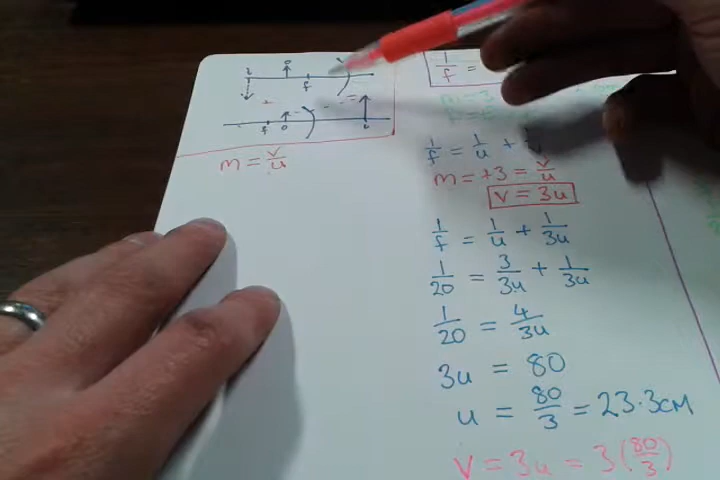 i o f
f o i
m = v/u
1/f =
1/f = 1/u +
m = +3 = v/u
v = 3u
1/f = 1/u + 1/3u
1/20 = 3/3u + 1/3u
1/20 = 4/3u
3u = 80
u = 80/3 = 23.3cm
v = 3u = 3(80/3)